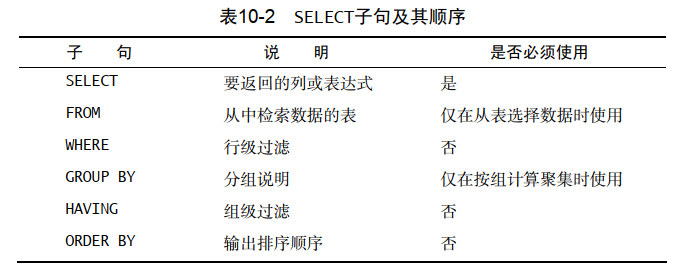 表10-2 SELECT子句及其顺序
子 句 说 明 是否必须使用
SELECT 要返回的列或表达式 是
FROM 从中检索数据的表 仅在从表选择数据时使用
WHERE 行级过滤 否
GROUP BY 分组说明 仅在按组计算聚集时使用
HAVING 组级过滤 否
ORDER BY 输出排序顺序 否